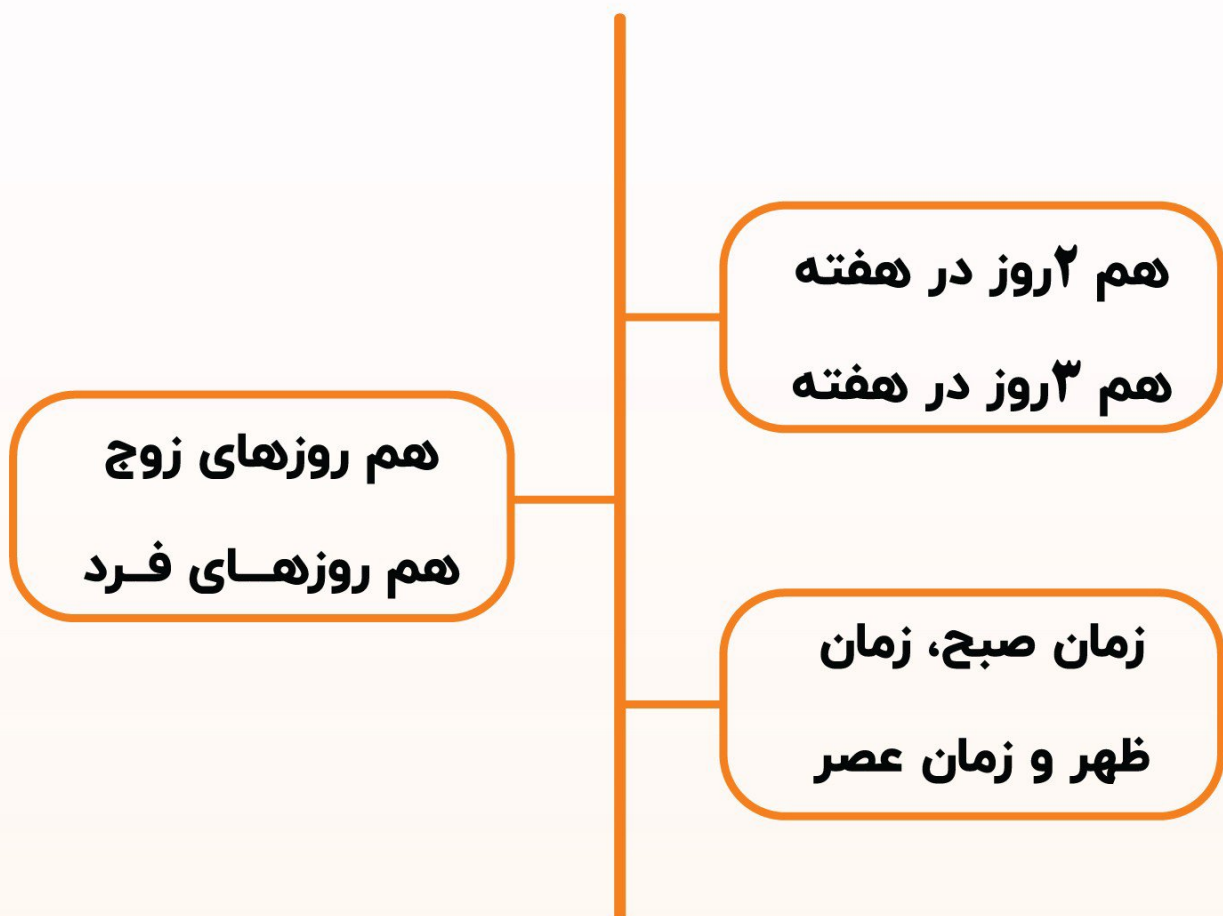 هم ۲روز در هفته
هم ۳روز در هفته
هم روزهای زوج
هم روزهـــای فــرد
زمان صبح، زمان
ظهر و زمان عصر